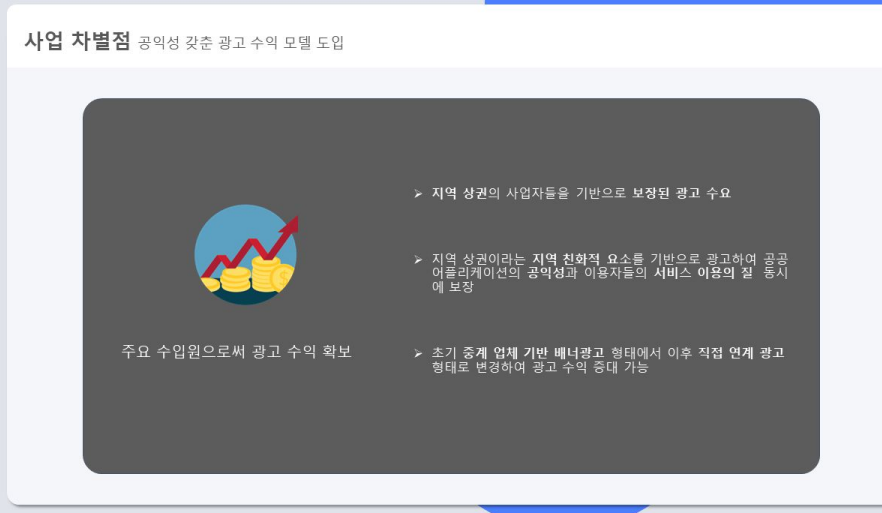 사업 차별점 공익성 갖춘 광고 수익 모델 도입
주요 수입원으로써 광고 수익 확보
➢ 지역 상권의 사업자들을 기반으로 보장된 광고 수요
➢ 지역 상권이라는 지역 친화적 요소를 기반으로 광고하여 공공
어플리케이션의 공익성과 이용자들의 서비스 이용의 질 동시
에 보장
➢ 초기 중계 업체 기반 배너광고 형태에서 이후 직접 연계 광고
형태로 변경하여 광고 수익 증대 가능